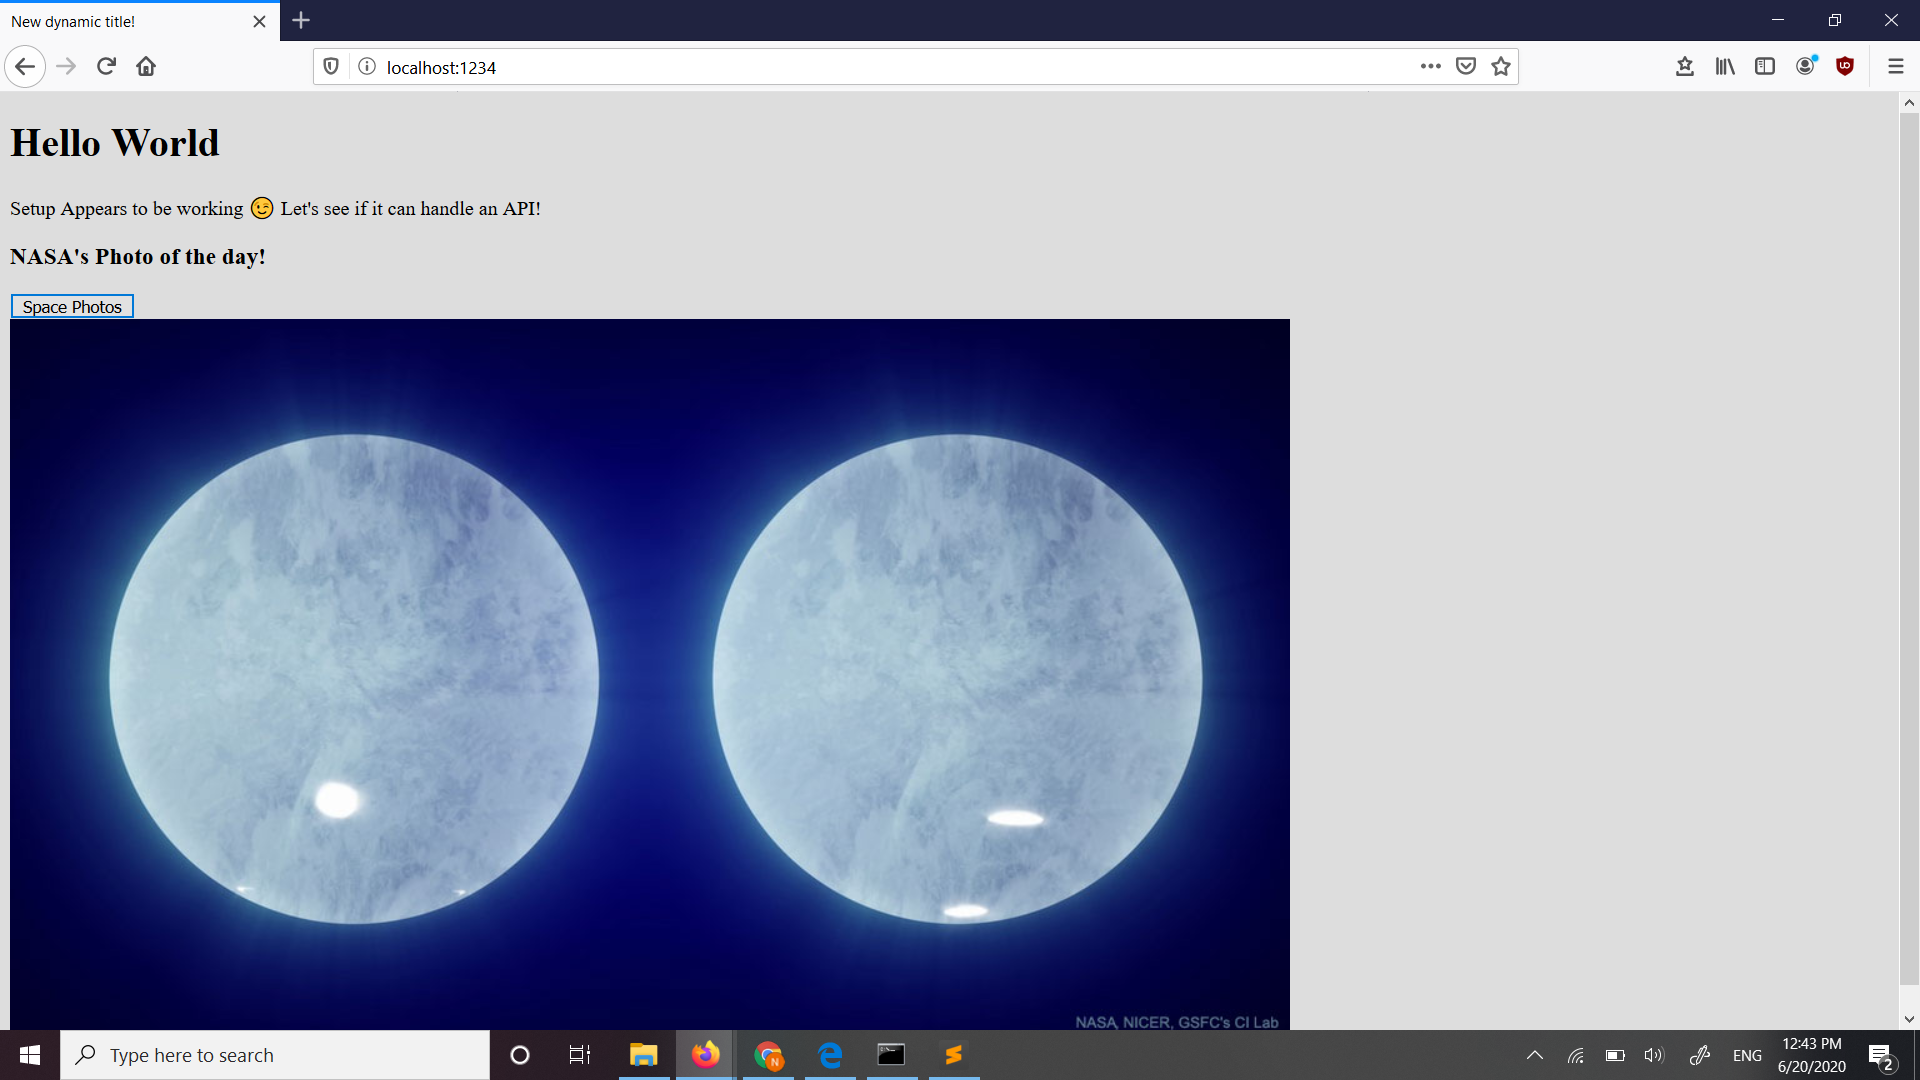 New dynamic title!
localhost:1234
Hello World
Setup Appears to be working 😉 Let's see if it can handle an API!
NASA's Photo of the day!
Space Photos
NASA, NICER, GSFC's CI Lab
Type here to search
N
ENG
12:43 PM
6/20/2020
2